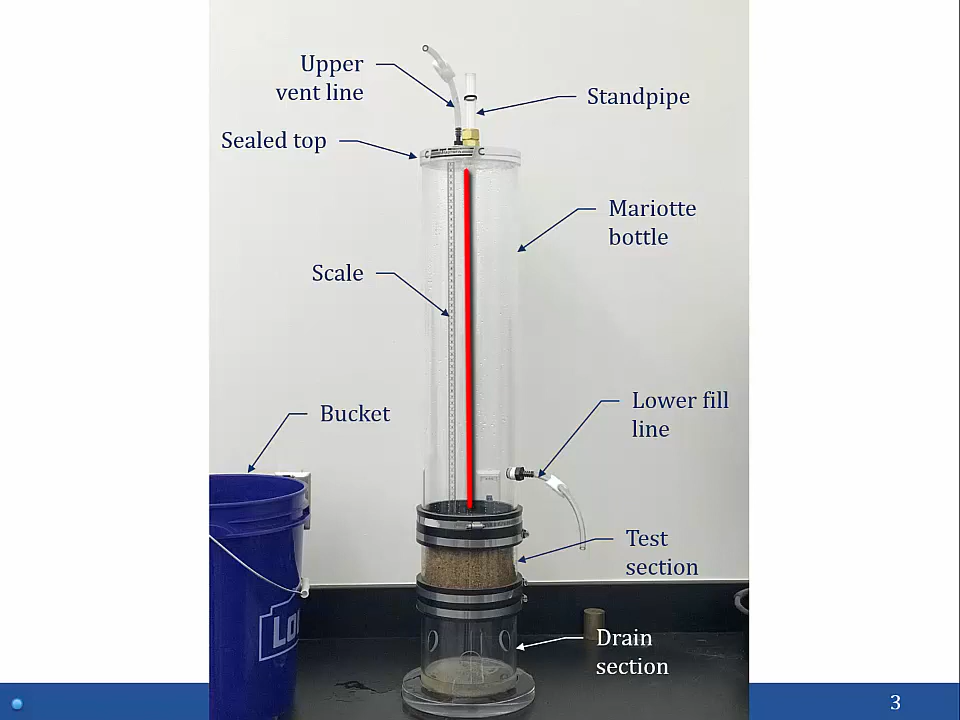 Upper
vent line
Standpipe
Sealed top
Mariotte
bottle
Scale
Lower fill
line
Bucket
Test
section
Drain
section
3